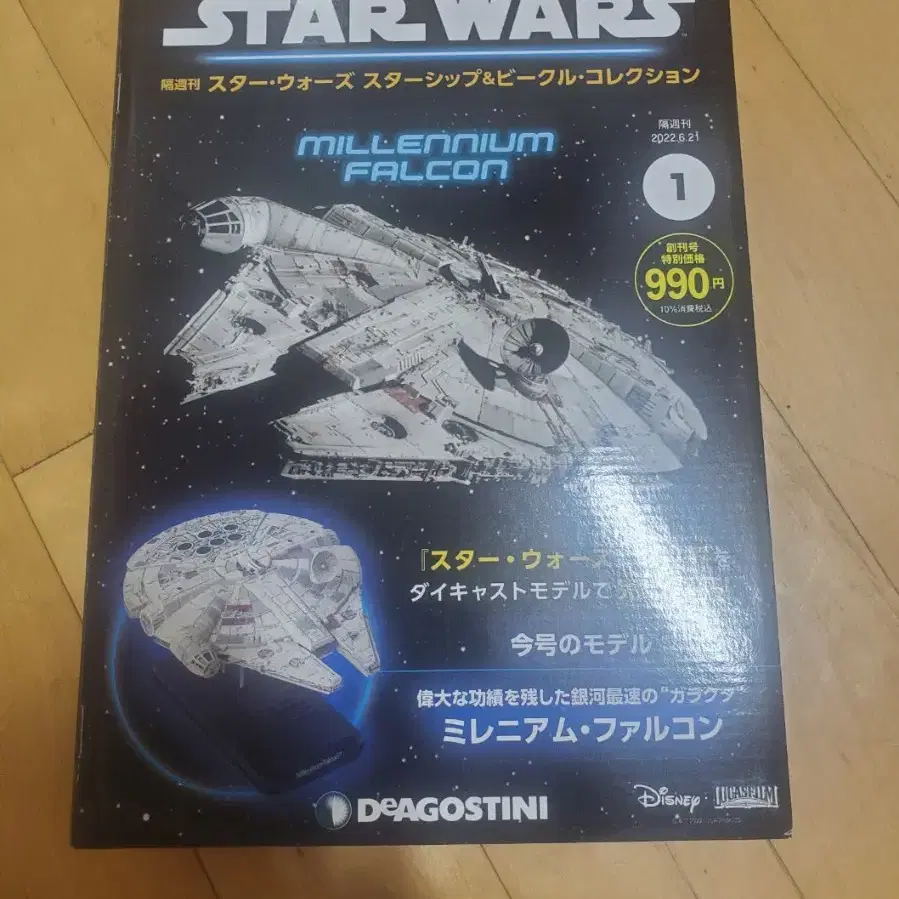 STAR WARS
隔週刊 スター・ウォーズ スターシップ&ビークル・コレクション
MILLENNIUM
FALCON
隔週刊
2022.6.21
1
創刊号
特別価格
990円
10%消費税込
『スター・ウォーズ
を
ダイキャストモデルで
今号のモデル
偉大な功績を残した銀河最速の"ガラクタ"
ミレニアム・ファルコン
DeAGOSTINI
Disney
LUCASFILM